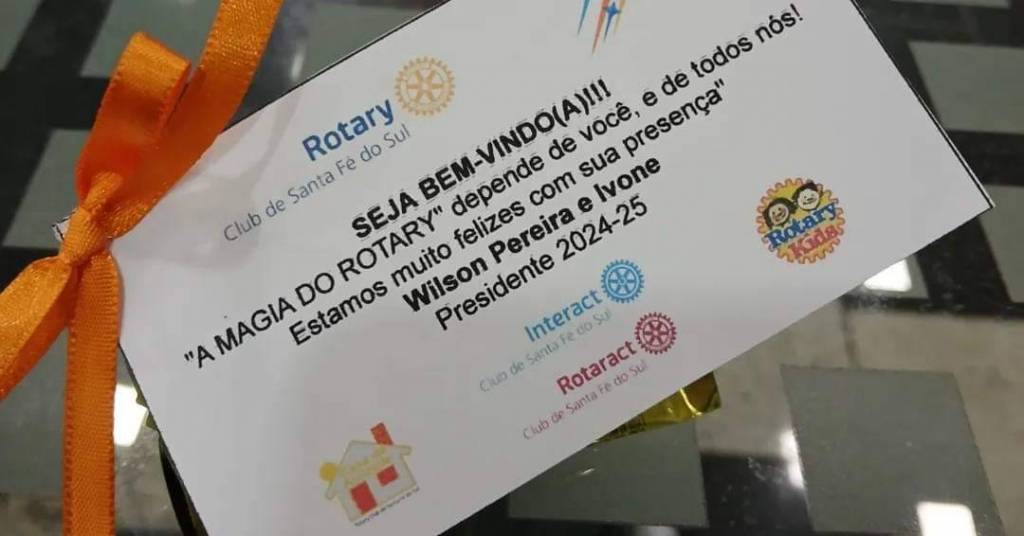 Rotary
Club de Santa Fé do Sul
SEJA BEM-VINDO(A)!!!
"A MAGIA DO ROTARY" depende de você, e de todos nós!
Estamos muito felizes com sua presença"
Wilson Pereira e Ivone
Presidente 2024-25
Rotary
Kids
Interact
Club de Santa Fé do Sul
Rotaract
Club de Santa Fé do Sul